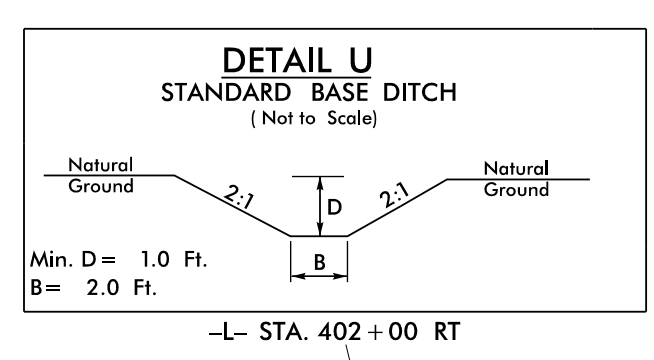 DETAIL U
STANDARD BASE DITCH
( Not to Scale)
Natural
Ground
2:1
D
2:1
Natural
Ground
B
Min. D = 1.0 Ft.
B= 2.0 Ft.
–L– STA. 402+00 RT